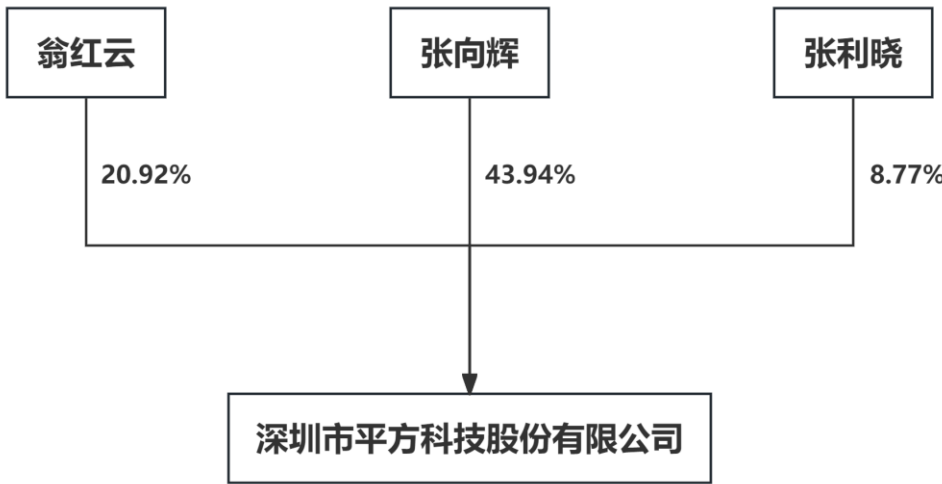 翁红云
张向辉
张利晓
20.92%
43.94%
8.77%
深圳市平方科技股份有限公司